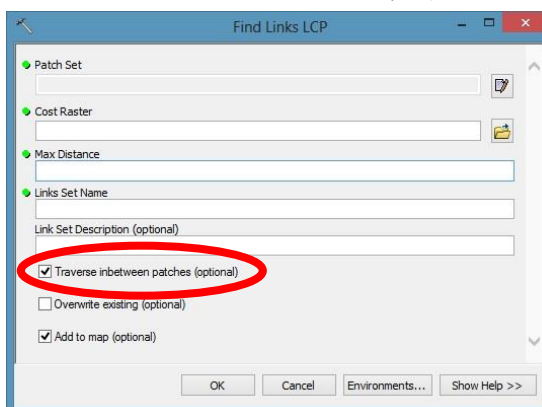 Find Links LCP
Patch Set
Cost Raster
Max Distance
Links Set Name
Link Set Description (optional)
Traverse inbetween patches (optional)
Overwrite existing (optional)
Add to map (optional)
OK Cancel Environments... Show Help >>